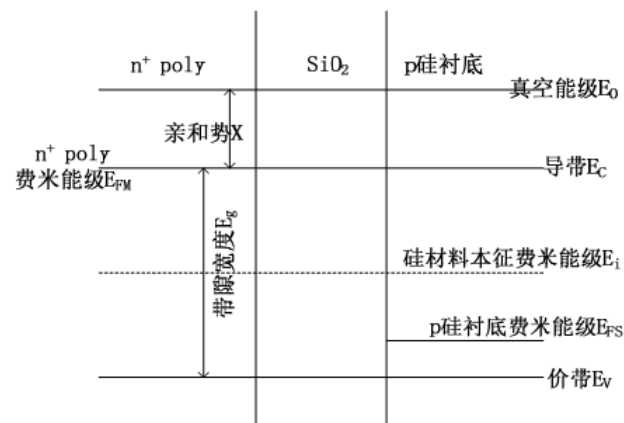 n⁺ poly
SiO₂
p硅衬底
真空能级E₀
亲和势X
n⁺ poly
费米能级E_FM
导带E_C
带隙宽度E_g
硅材料本征费米能级E_i
p硅衬底费米能级E_FS
价带E_V